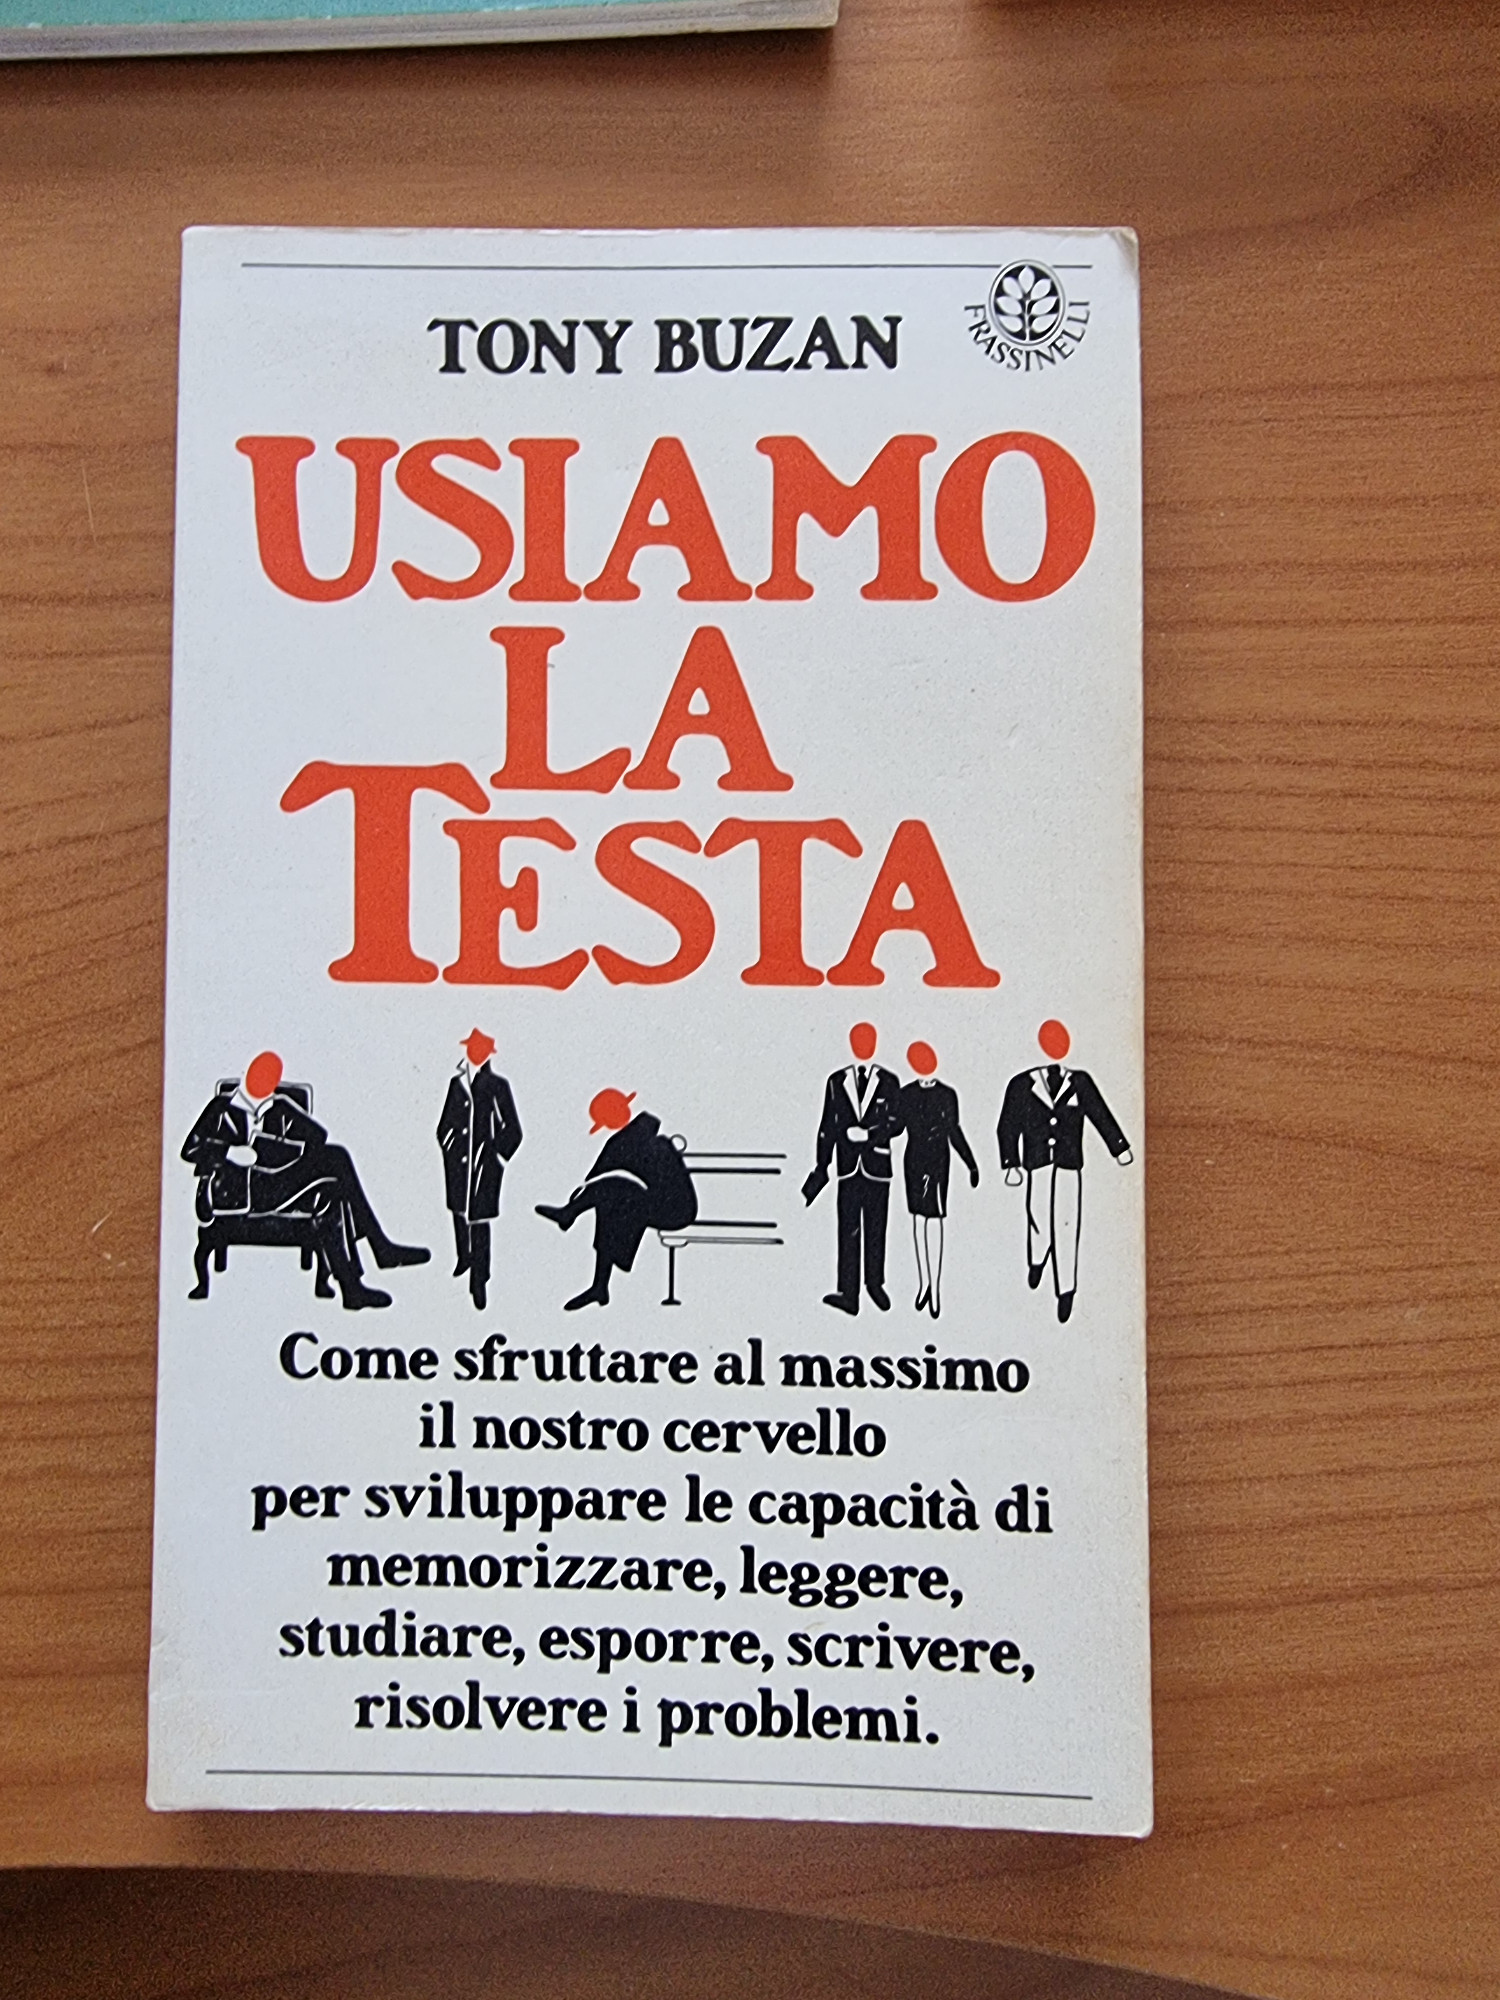 TONY BUZAN
FRASSINELLI
USIAMO
LA
TESTA
Come sfruttare al massimo
il nostro cervello
per sviluppare le capacità di
memorizzare, leggere,
studiare, esporre, scrivere,
risolvere i problemi.